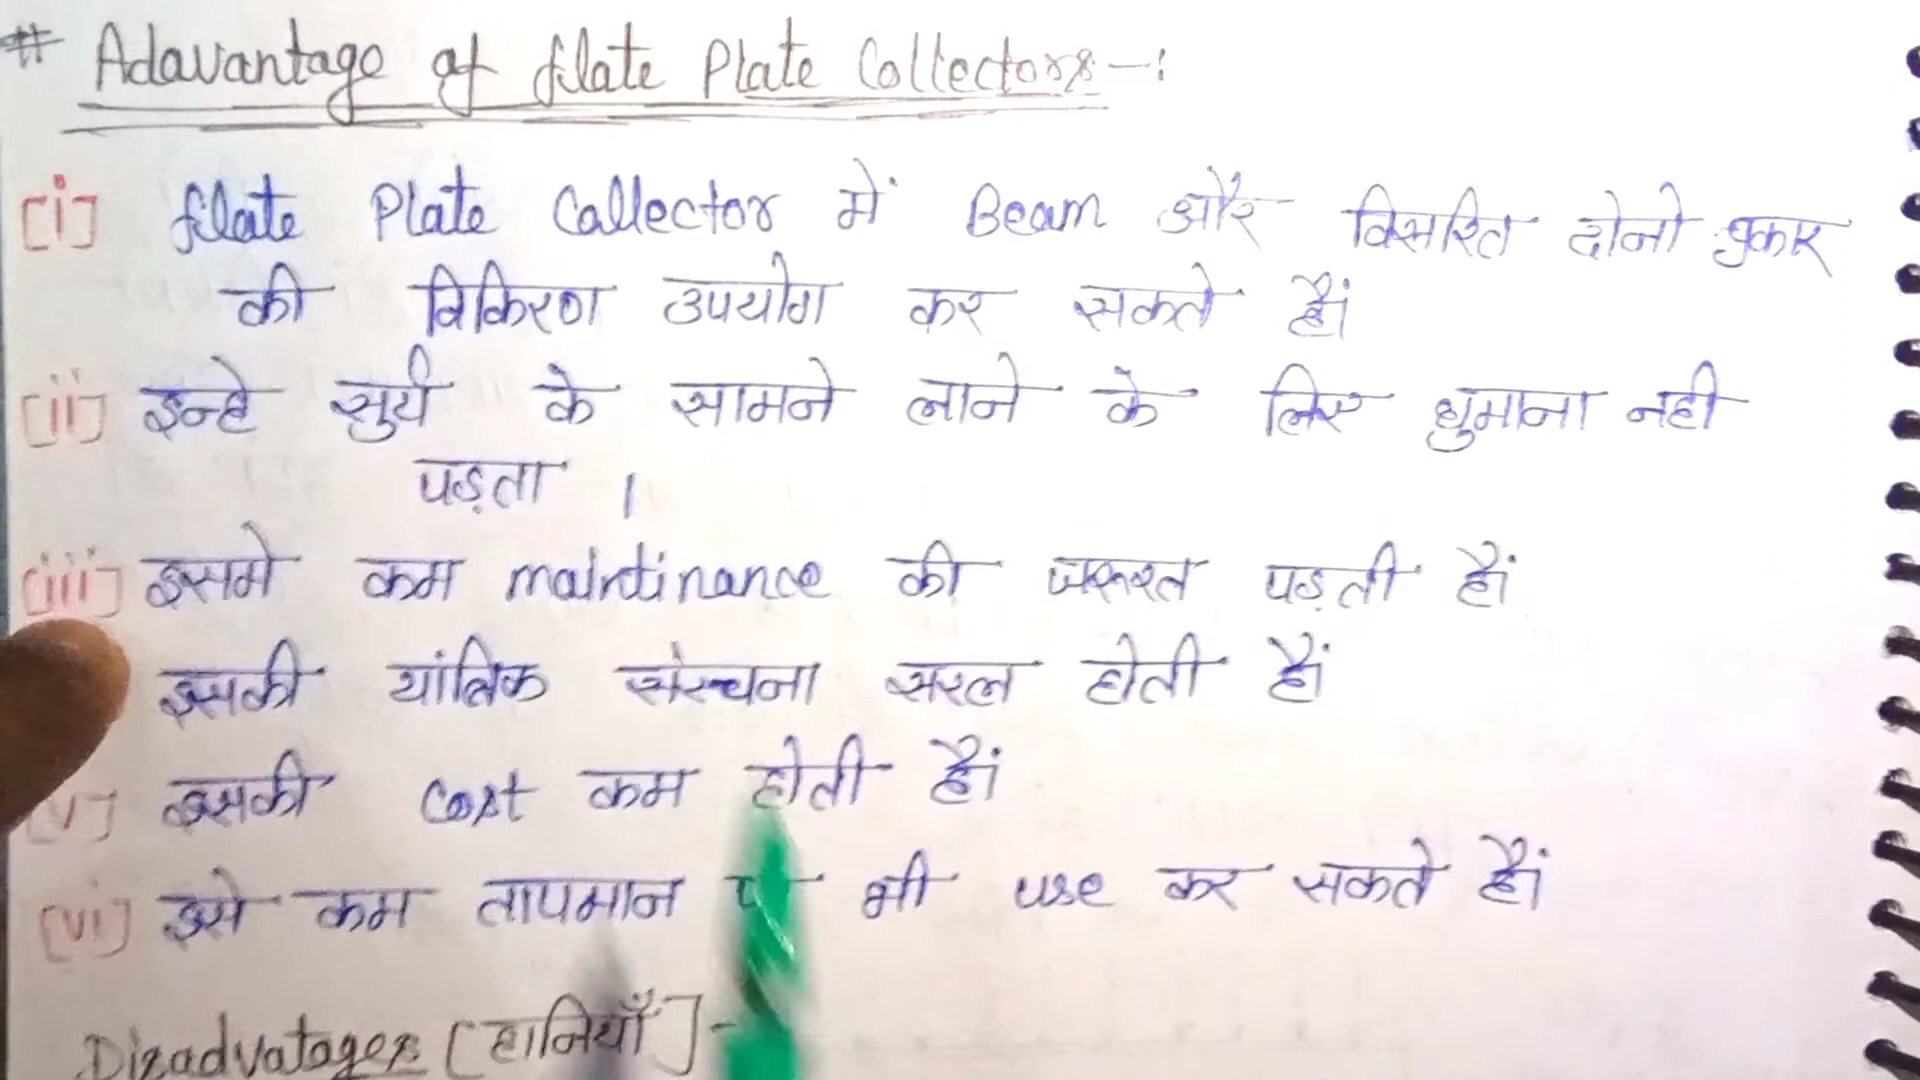 # Adavantage of flate Plate Collectors -:
[i] flate Plate Collector में Beam और विसरित दोनो प्रकार
की विकिरण उपयोग कर सकते हैं
[ii] इन्हे सुर्य के सामने लाने के लिए घुमाना नही
पड़ता ।
[iii] इसमे कम maintinance की जरूरत पड़ती हैं
इसकी यांत्रिक संरचना सरल होती हैं
[v] इसकी Cost कम होती हैं
[vi] इसे कम तापमान भी use कर सकते हैं
Disadvatages [हानियाँ] -